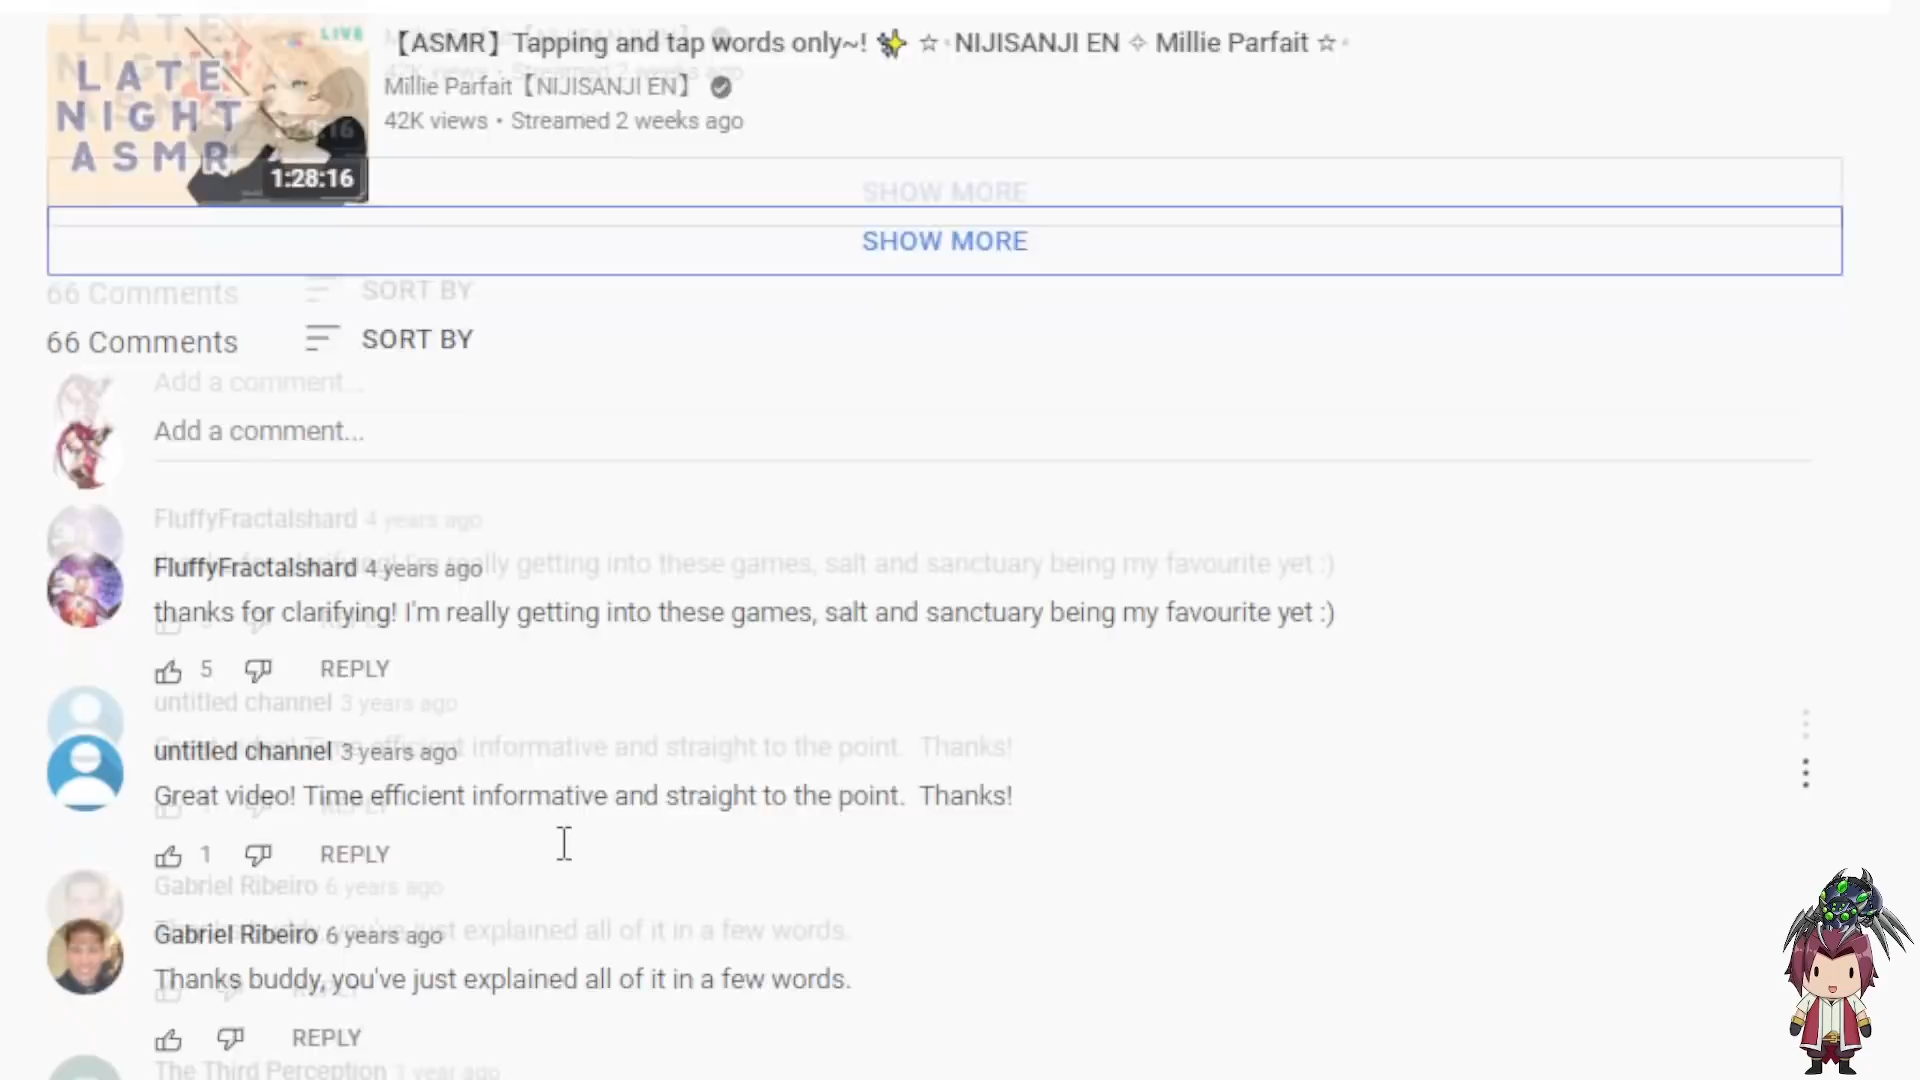 LIVE
LATE
NIGHT
ASMR
1:28:16
【ASMR】Tapping and tap words only~! ✨ ☆· NIJISANJI EN ✧ Millie Parfait ☆·
Millie Parfait【NIJISANJI EN】
42K views • Streamed 2 weeks ago
SHOW MORE
SHOW MORE
66 Comments SORT BY
66 Comments SORT BY
Add a comment...
Add a comment...
FluffyFractalshard 4 years ago
FluffyFractalshard 4 years ago
thanks for clarifying! I'm really getting into these games, salt and sanctuary being my favourite yet :)
5 REPLY
untitled channel 3 years ago
untitled channel 3 years ago
Great video! Time efficient informative and straight to the point.  Thanks!
1 REPLY
Gabriel Ribeiro 6 years ago
Gabriel Ribeiro 6 years ago
Thanks buddy, you've just explained all of it in a few words.
REPLY
The Third Perception 1 year ago